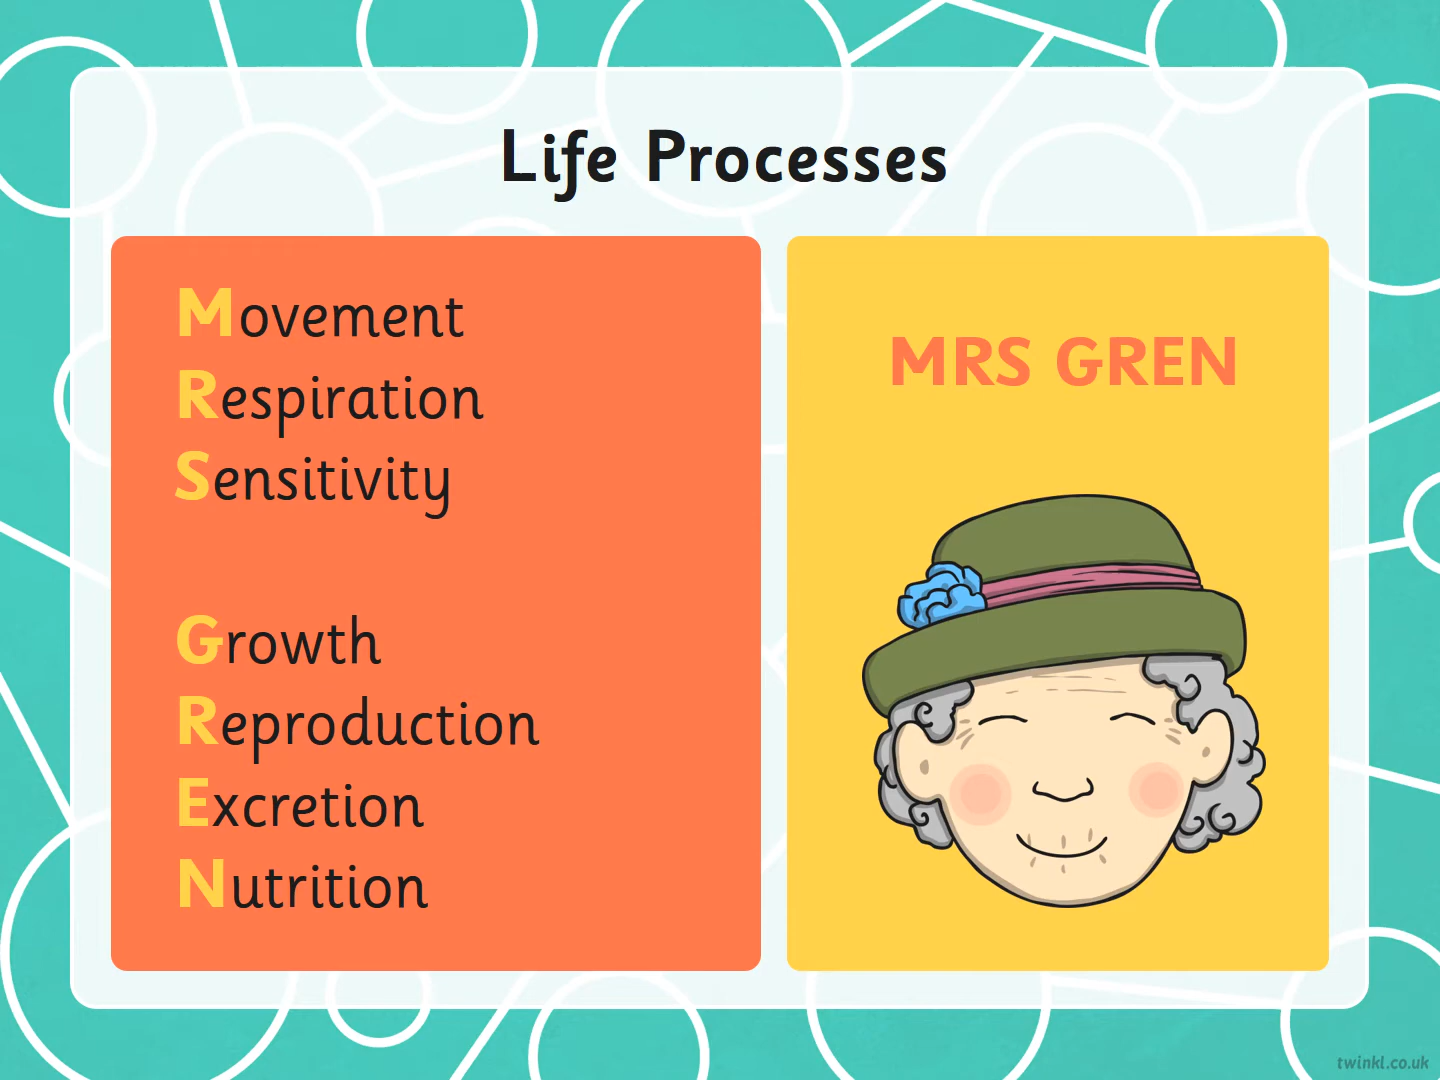 Life Processes
Movement
Respiration
Sensitivity
Growth
Reproduction
Excretion
Nutrition
MRS GREN
twinkl.co.uk